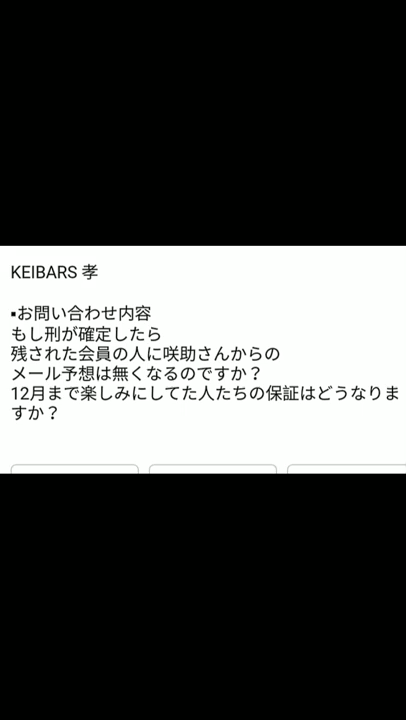 KEIBARS 孝
▪お問い合わせ内容
もし刑が確定したら
残された会員の人に咲助さんからの
メール予想は無くなるのですか？
12月まで楽しみにしてた人たちの保証はどうなりま
すか？